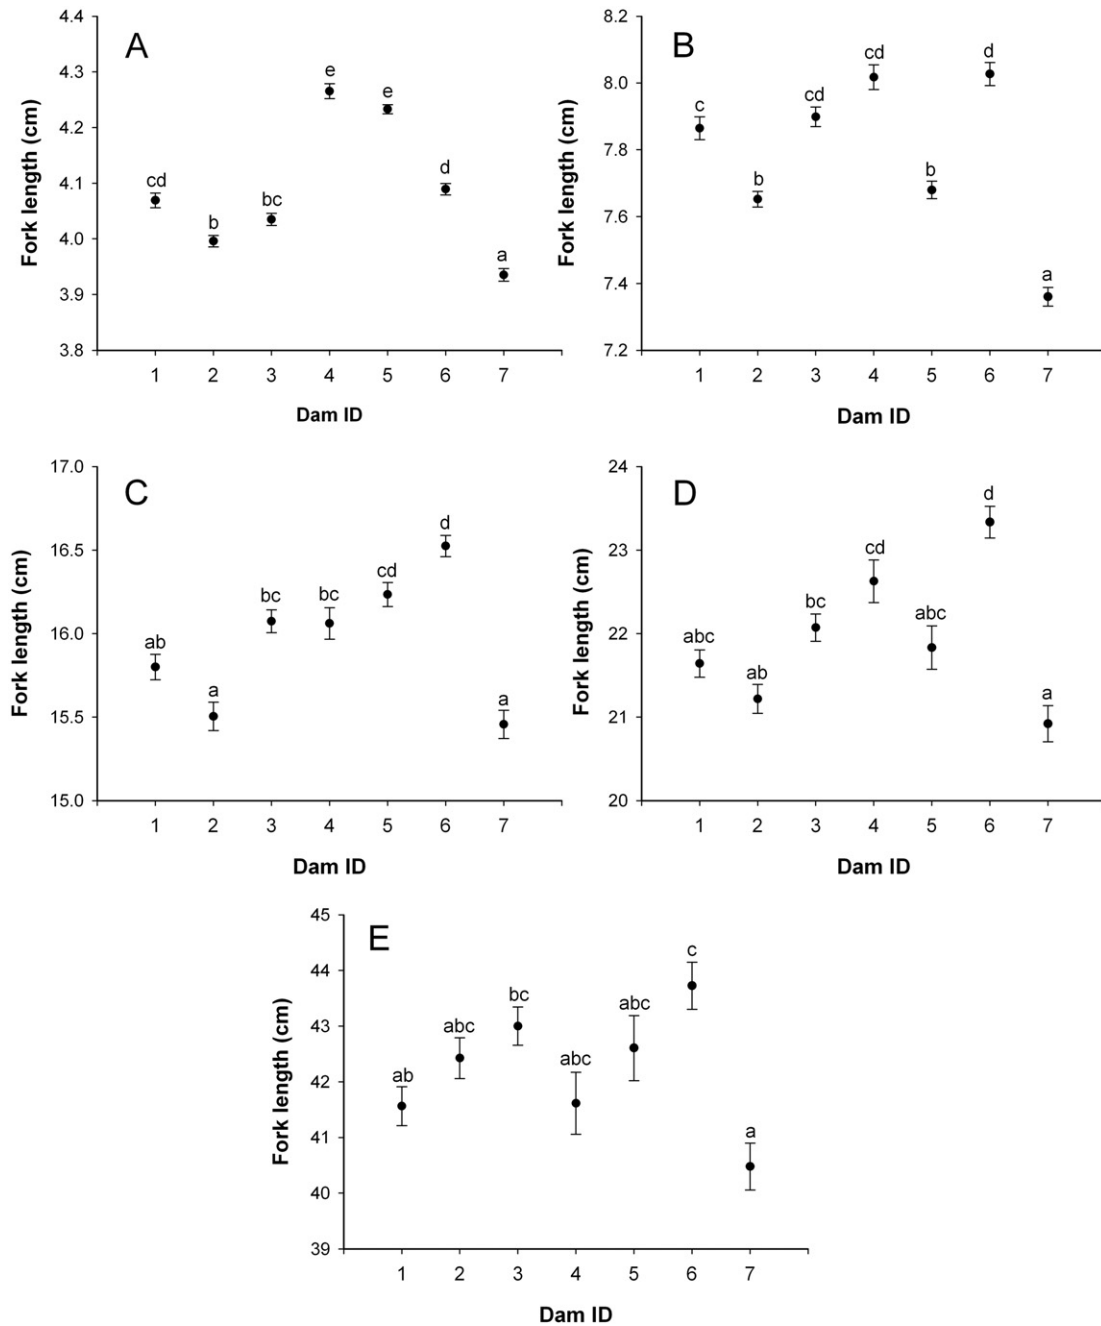 A
Fork length (cm)
4.4
4.3
4.2
4.1
4.0
3.9
3.8
cd
b
bc
e
e
d
a
1 2 3 4 5 6 7
Dam ID
B
Fork length (cm)
8.2
8.0
7.8
7.6
7.4
7.2
c
b
cd
cd
b
d
a
1 2 3 4 5 6 7
Dam ID
C
Fork length (cm)
17.0
16.5
16.0
15.5
15.0
ab
a
bc
bc
cd
d
a
1 2 3 4 5 6 7
Dam ID
D
Fork length (cm)
24
23
22
21
20
abc
ab
bc
cd
abc
d
a
1 2 3 4 5 6 7
Dam ID
E
Fork length (cm)
45
44
43
42
41
40
39
ab
abc
bc
abc
abc
c
a
1 2 3 4 5 6 7
Dam ID